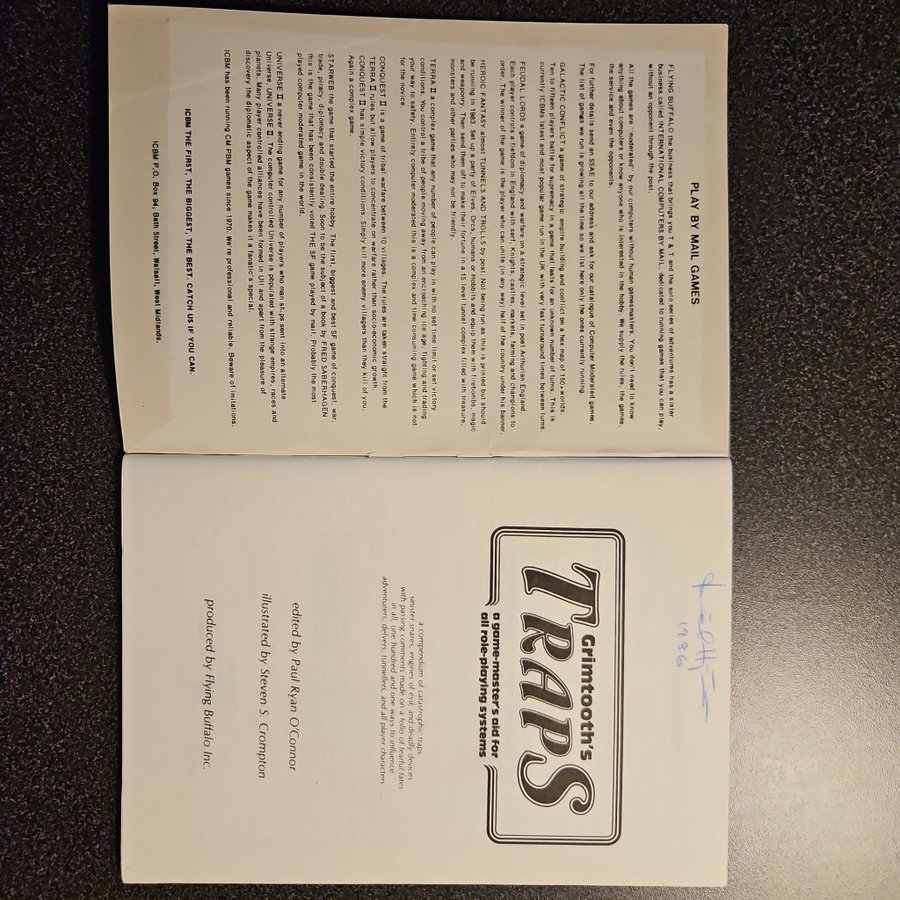 PLAY BY MAIL GAMES
FLYING BUFFALO the business that brings you T & T and the solo series of adventures has a sister
business called INTERNATIONAL COMPUTERS BY MAIL, dedicated to running games that you can play,
without an opponent through the post.
All the games are "moderated" by our computers without human gamesmasters. You don't need to know
anything about computers or know any one who is interested in the hobby. We supply the rules, the games,
the service and even the opponents.
For further details send an SSAE to our address and ask for our catalogue of Computer Moderated games.
The list of games we run is growing all the time so we list here only the ones currently running.
GALACTIC CONFLICT a game of strategic empire building and conflict on a hex map of 150+ worlds.
Ten to fifteen players battle for supremacy in a game that lasts for an unknown number of turns. This is
currently ICBMs latest and most popular game run in the UK with very fast turnaround times between turns.
FEUDAL LORDS a game of diplomacy and warfare on a strategic level set in post Arthurian England.
Each player controls a fiefdom in England with serf, Knights, castles, markets, farming and champions to
order. The winner of the game is the player who can unite (in any way) half of the country under his banner.
HEROIC FANTASY almost TUNNELS AND TROLLS by post. Not being run as this is printed but should
be running in 1983. Set up a party of Elves, Orcs, humans or Hobbits and equip them with firebombs, magic
and weaponry. Then send them off to make their fortune in a 15 level tunnel complex filled with treasure,
monsters and other parties who may not be friendly.
TERRA II a complex game that any number of people can play in with no set time limit or set victory
conditions. You control a tribe of people moving away from an encroaching ice age, fighting and trading
your way to safety. Entirely computer moderated this is a complex and time consuming game which is not
for the novice.
CONQUEST II is a game of tribal warfare between 10 villages. The rules are taken straight from the
TERRA II rules but allow players to concentrate on warfare rather than socio-economic growth.
CONQUEST II has simple victory conditions. Simply kill more enemy villagers than they kill of you.
Again a complex game.
STARWEB the game that started the entire hobby. The first, biggest and best SF game of conquest, war,
trade, piracy, diplomacy and double dealing. Soon to be the subject of a book by FRED SABERHAGEN
this is the game that has been consistently voted THE SF game played by mail. Probably the most
played computer moderated game in the world.
UNIVERSE II a never ending game for any number of players who man ships sent into an alternate
Universe, UNIVERSE II. The computer controlled Universe is populated with strange empires, races and
planets. Many player controlled alliances have been formed in UII and apart from the pleasure of
discovery the diplomatic aspect of the game makes it a fanatic's special.
ICBM has been running CM PBM games since 1970. We're professional and reliable. Beware of imitations.
ICBM THE FIRST, THE BIGGEST, THE BEST. CATCH US IF YOU CAN.
ICBM P.O. Box 94, Bath Street, Walsall, West Midlands.
1986
Grimtooth's
TRAPS
a game-master's aid for
all role-playing systems
a compendium of catastrophic traps
sinister snares, engines of evil, and deadly devices
with passing comments made on a folio of fearful fates
in all, one hundred and one ways to influence
adventurers, delvers, tunnellers, and all player characters . . .
edited by Paul Ryan O'Connor
illustrated by Steven S. Crompton
produced by Flying Buffalo Inc.